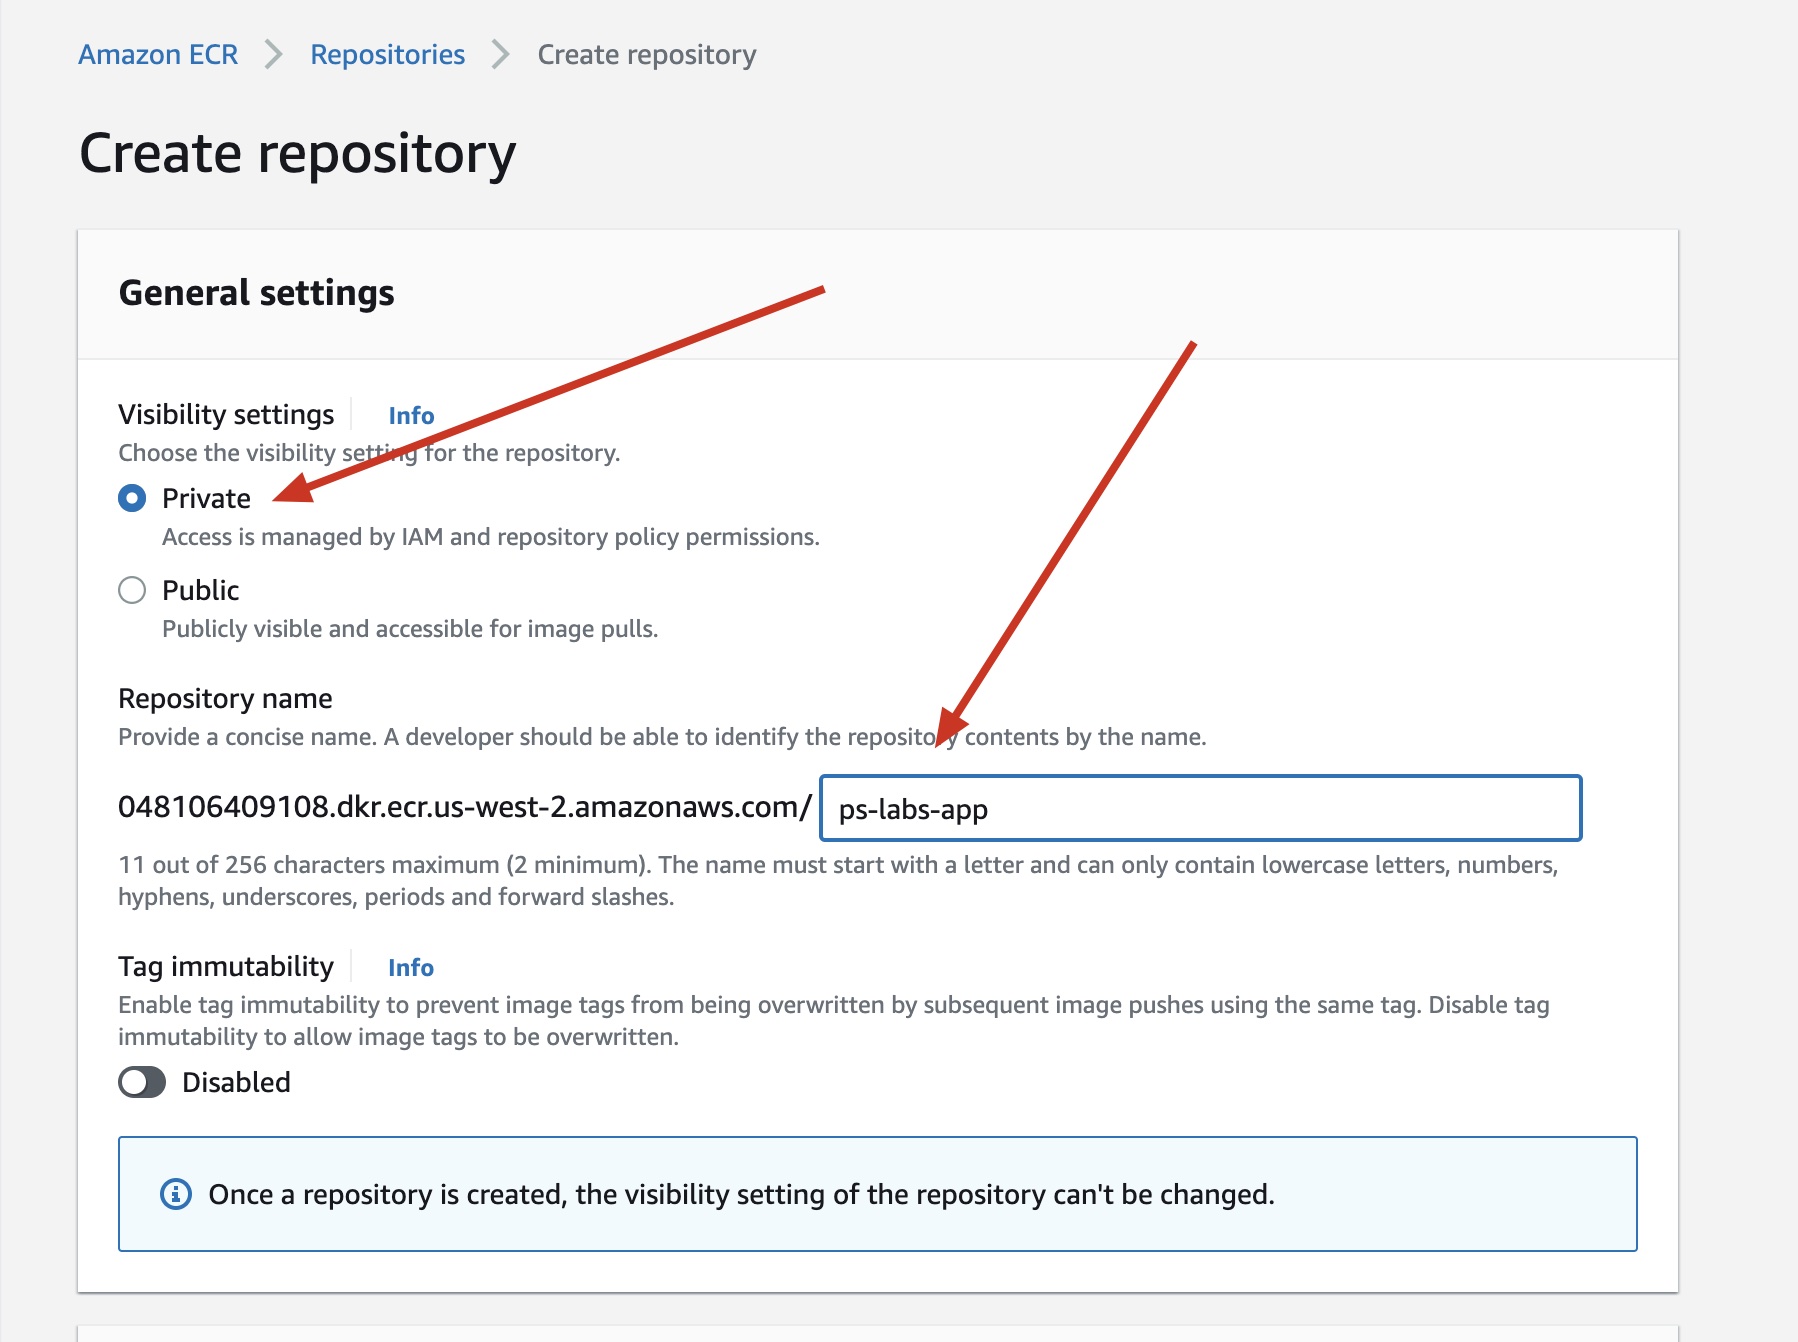 Amazon ECR > Repositories > Create repository
Create repository
General settings
Visibility settings Info
Choose the visibility setting for the repository.
Private
Access is managed by IAM and repository policy permissions.
Public
Publicly visible and accessible for image pulls.
Repository name
Provide a concise name. A developer should be able to identify the repository contents by the name.
048106409108.dkr.ecr.us-west-2.amazonaws.com/ ps-labs-app
11 out of 256 characters maximum (2 minimum). The name must start with a letter and can only contain lowercase letters, numbers,
hyphens, underscores, periods and forward slashes.
Tag immutability Info
Enable tag immutability to prevent image tags from being overwritten by subsequent image pushes using the same tag. Disable tag
immutability to allow image tags to be overwritten.
Disabled
Once a repository is created, the visibility setting of the repository can't be changed.